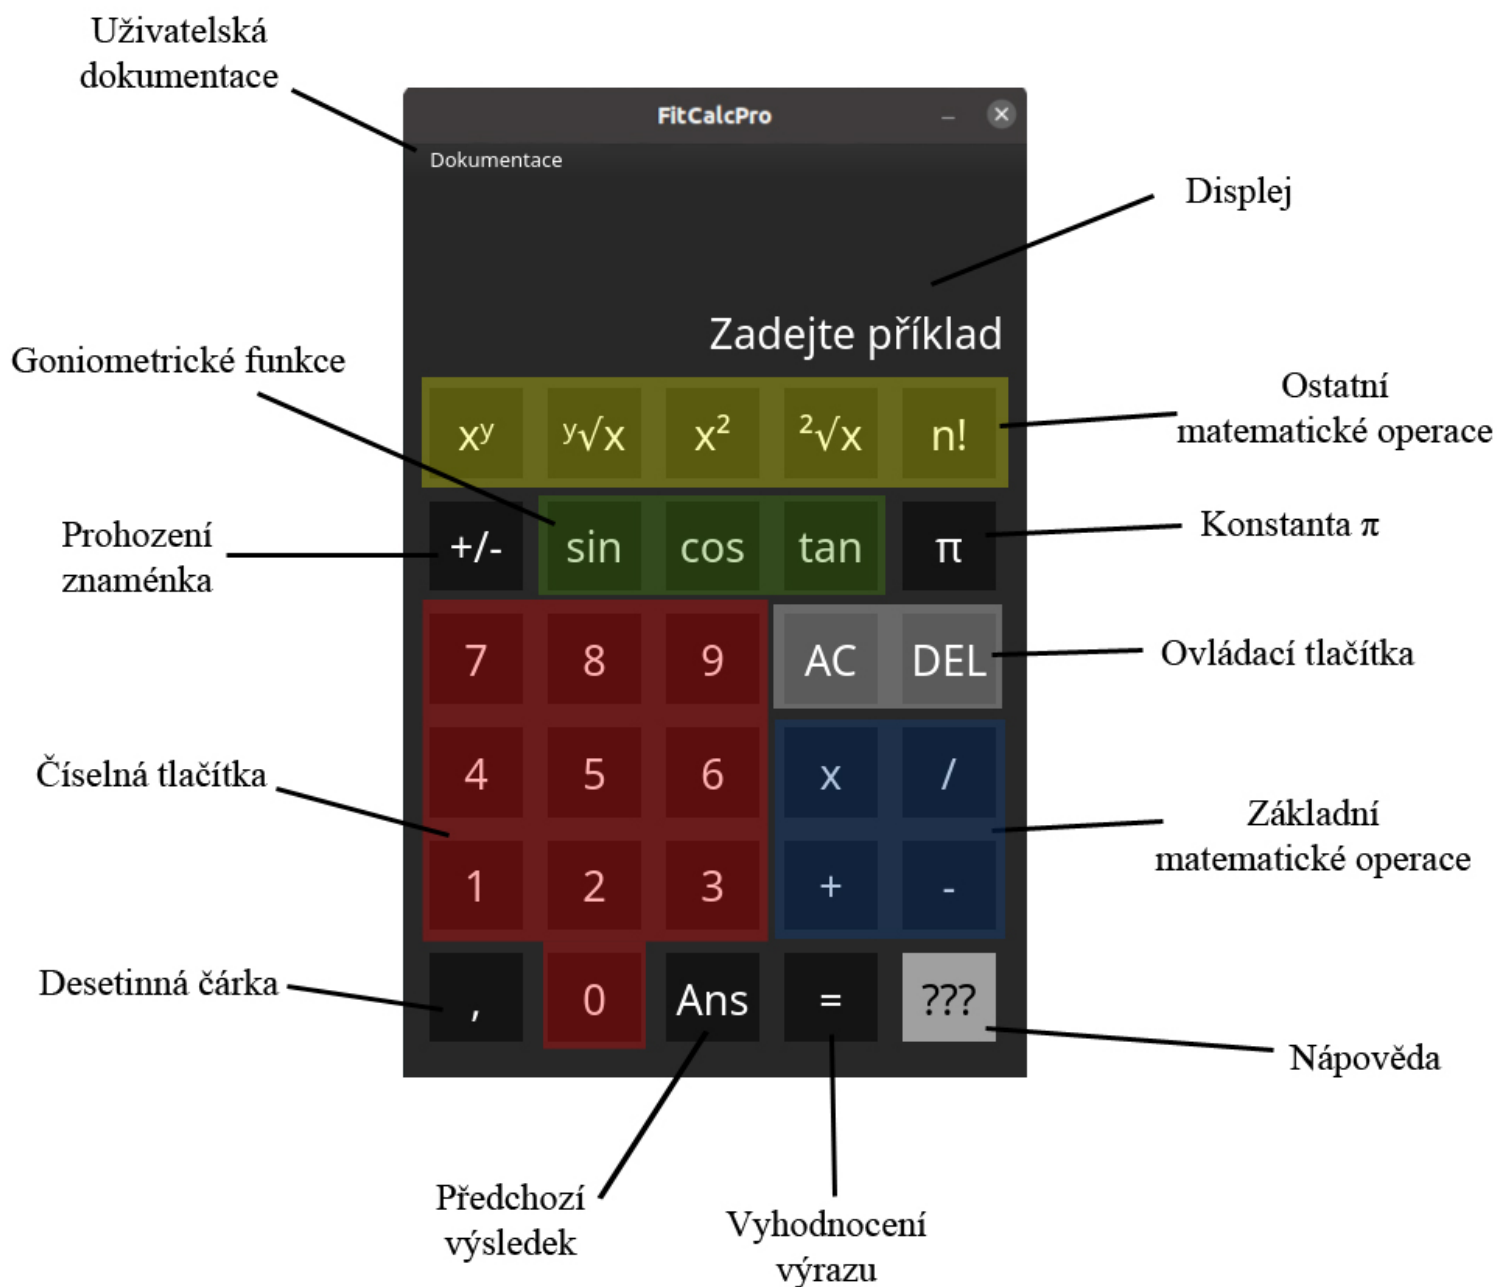 Uživatelská
dokumentace
FitCalcPro
Dokumentace
Displej
Zadejte příklad
Goniometrické funkce
Ostatní
matematické operace
xʸ ʸ√x x² ²√x n!
Prohození
znaménka
+/- sin cos tan π
Konstanta π
7 8 9 AC DEL
Ovládací tlačítka
Číselná tlačítka
4 5 6 x /
Základní
matematické operace
1 2 3 + -
Desetinná čárka
, 0 Ans = ???
Nápověda
Předchozí
výsledek
Vyhodnocení
výrazu